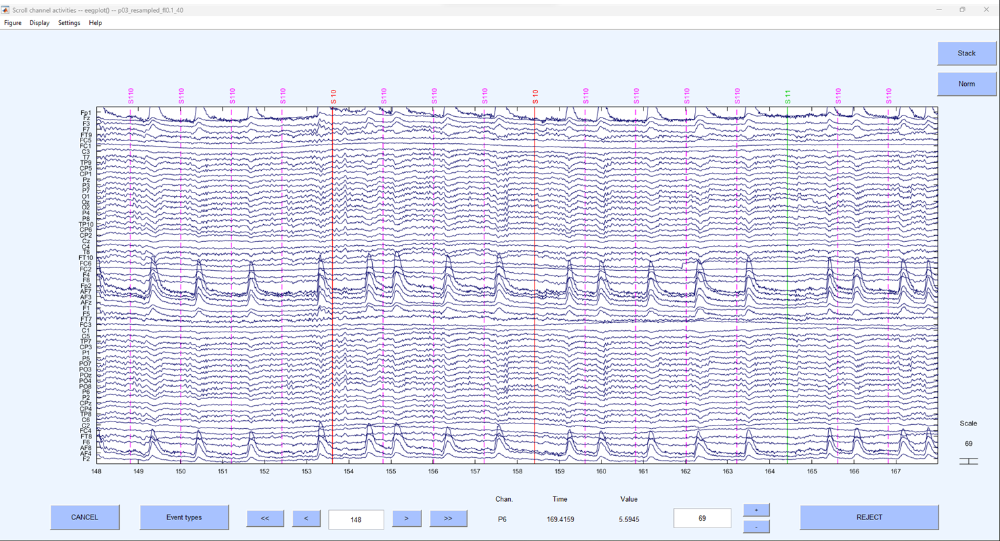 Scroll channel activities -- eegplot() -- p03_resampled_fl0.1_40
Figure Display Settings Help
Stack
Norm
S110 S110 S110 S110 S 10 S110 S110 S110 S 10 S110 S110 S110 S110 S 11 S110 S110
Fp1
Fz
F3
F7
FT9
FC5
FC1
C3
T7
TP9
CP5
CP1
Pz
P3
P7
O1
Oz
O2
P4
P8
TP10
CP6
CP2
Cz
C4
T8
FT10
FC6
FC2
F4
F8
Fp2
AF7
AF3
AFz
F1
F5
FT7
FC3
C1
C5
TP7
CP3
P1
P5
PO7
PO3
POz
PO4
PO8
P6
P2
CPz
CP4
TP8
C6
C2
FC4
FT8
F6
AF8
AF4
F2
148 149 150 151 152 153 154 155 156 157 158 159 160 161 162 163 164 165 166 167
Scale
69
Chan. Time Value
CANCEL Event types << < 148 > >> P6 169.4159 5.5945 69 + - REJECT